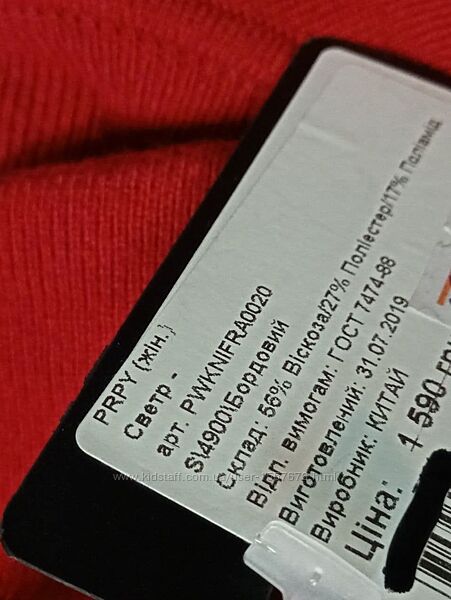 PRPY (жін.)
Светр -
арт. PWKNIFRA0020
S\4900\Бордовий
Склад: 56% Віскоза/27% Поліестер/17% Поліамід
Відп. вимогам: ГОСТ 7474-88
Виготовлений: 31.07.2019
Виробник: КИТАЙ
Ціна: 1 590